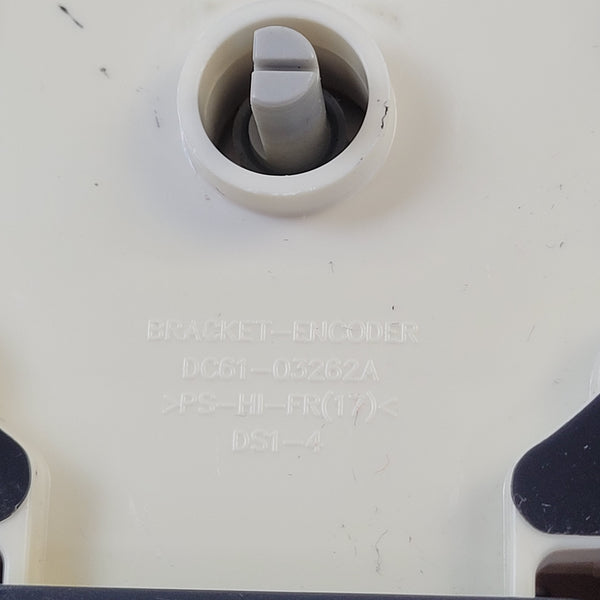 BRACKET-ENCODER
DC61-03262A
>PS-HI-FR(17)<
DS1-4